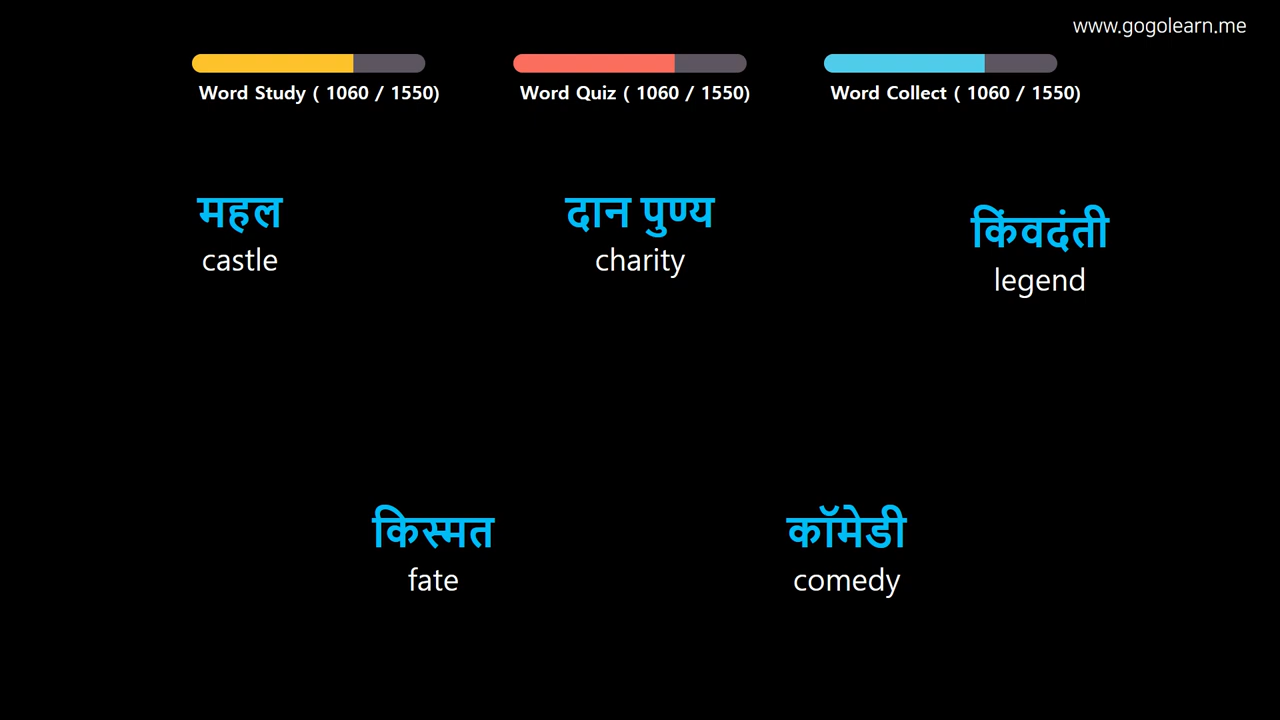 www.gogolearn.me
Word Study ( 1060 / 1550)
Word Quiz ( 1060 / 1550)
Word Collect ( 1060 / 1550)
महल
castle
दान पुण्य
charity
किंवदंती
legend
किस्मत
fate
कॉमेडी
comedy